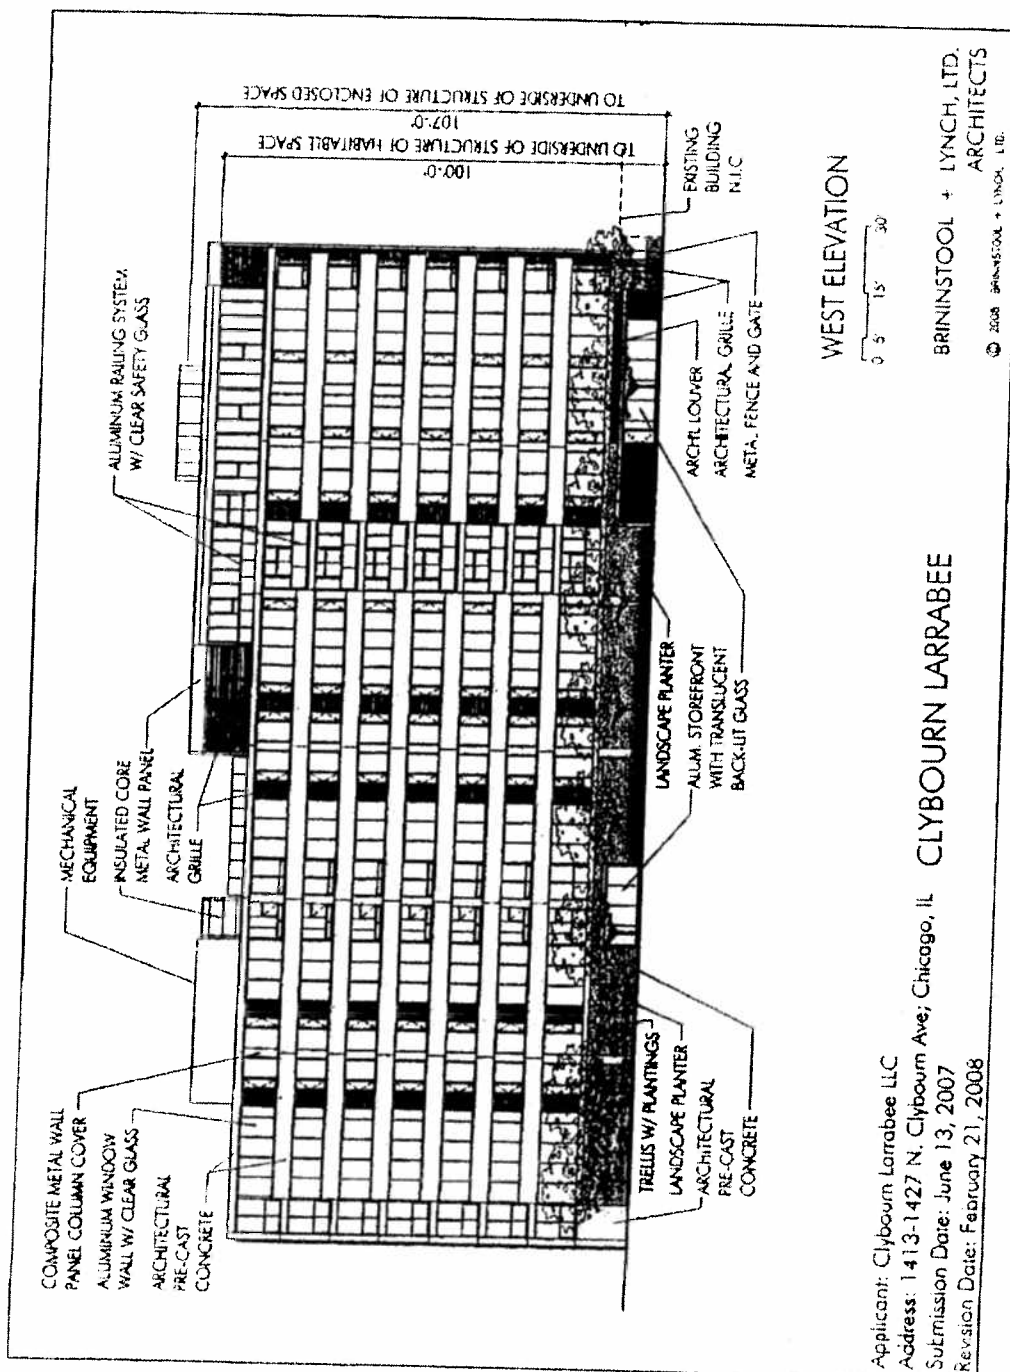 COMPOSITE METAL WALL
PANEL COLUMN COVER
ALUMINUM WINDOW
WALL W/ CLEAR GLASS
ARCHITECTURAL
PRE-CAST
CONCRETE
MECHANICAL
EQUIPMENT
INSULATED CORE
METAL WALL PANEL
ARCHITECTURAL
GRILLE
ALUMINUM RAILING SYSTEM
W/ CLEAR SAFETY GLASS
TO UNDERSIDE OF STRUCTURE OF ENCLOSED SPACE
107'-0"
TO UNDERSIDE OF STRUCTURE OF HABITABLE SPACE
100'-0"
EXISTING
BUILDING
N.I.C
TRELLIS W/ PLANTINGS
LANDSCAPE PLANTER
ARCHITECTURAL
PRE-CAST
CONCRETE
LANDSCAPE PLANTER
ALUM. STOREFRONT
WITH TRANSLUCENT
BACK-LIT GLASS
ARCH'L LOUVER
ARCHITECTURAL GRILLE
METAL FENCE AND GATE
WEST ELEVATION
0 5' 15' 30'
Applicant: Clybourn Larrabee LLC
Address: 1413-1427 N. Clybourn Ave; Chicago, IL
Submission Date: June 13, 2007
Revision Date: February 21, 2008
CLYBOURN LARRABEE
BRININSTOOL + LYNCH, LTD.
ARCHITECTS
© 2008 BRININSTOOL + LYNCH, LTD.